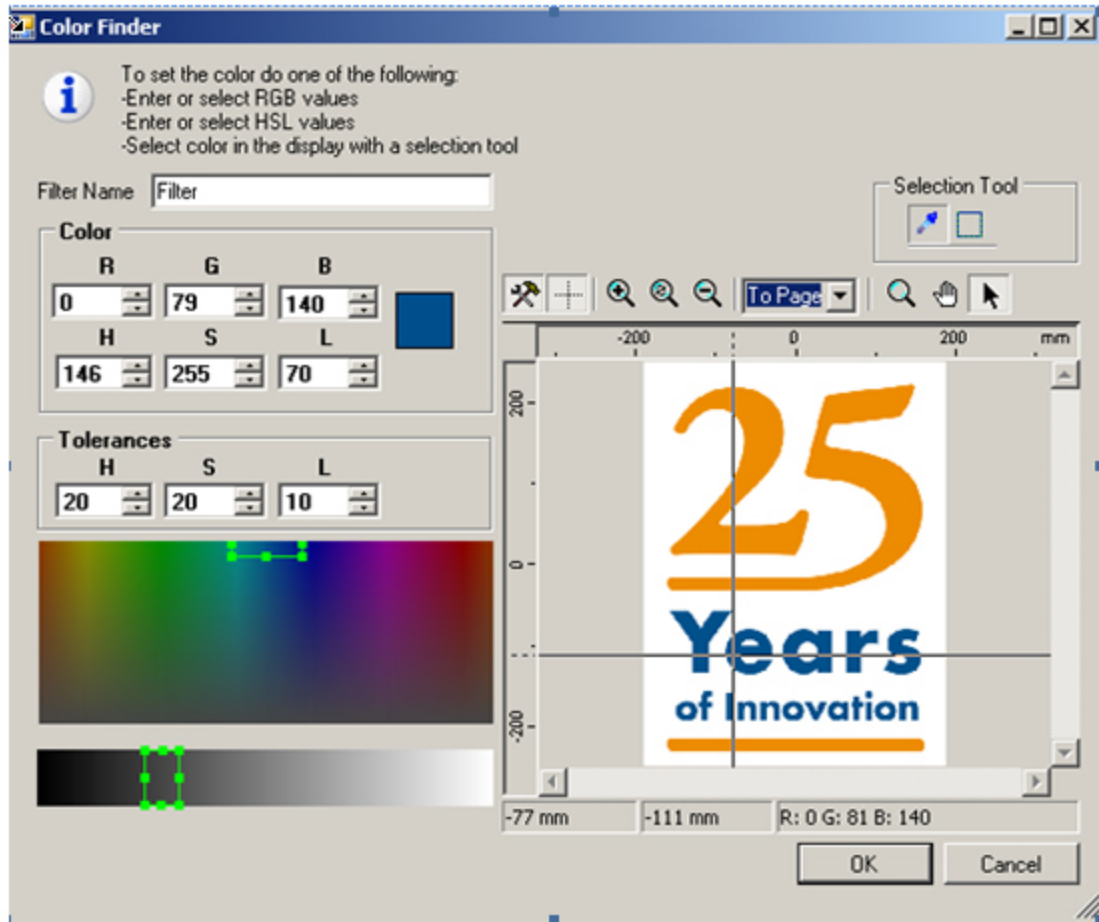 Color Finder
To set the color do one of the following:
-Enter or select RGB values
-Enter or select HSL values
-Select color in the display with a selection tool
Filter Name Filter
Selection Tool
Color
R G B
0 79 140
H S L
146 255 70
Tolerances
H S L
20 20 10
To Page
-200 0 200 mm
200
0
-200
25
Years
of Innovation
-77 mm -111 mm R: 0 G: 81 B: 140
OK Cancel